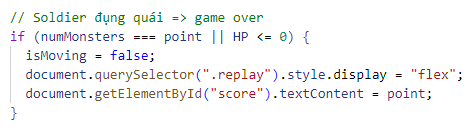 // Soldier đụng quái => game over
if (numMonsters === point || HP <= 0) {
  isMoving = false;
  document.querySelector(".replay").style.display = "flex";
  document.getElementById("score").textContent = point;
}